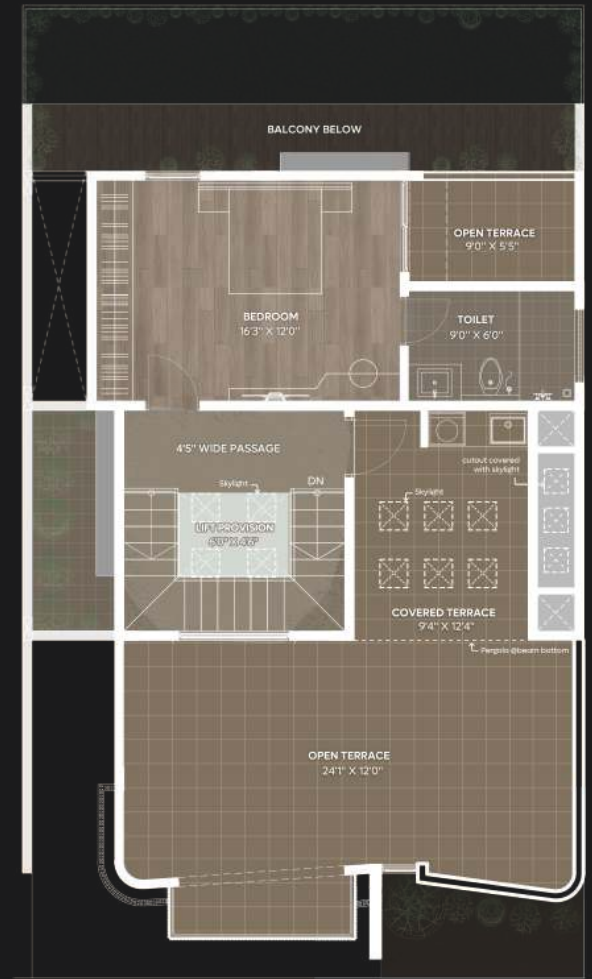 BALCONY BELOW
OPEN TERRACE
9'0" X 5'5"
BEDROOM
16'3" X 12'0"
TOILET
9'0" X 6'0"
4'5" WIDE PASSAGE
cutout covered
with skylight
Skylight
DN
Skylight
LIFT PROVISION
COVERED TERRACE
9'4" X 12'4"
Pergola @beam bottom
OPEN TERRACE
24'1" X 12'0"